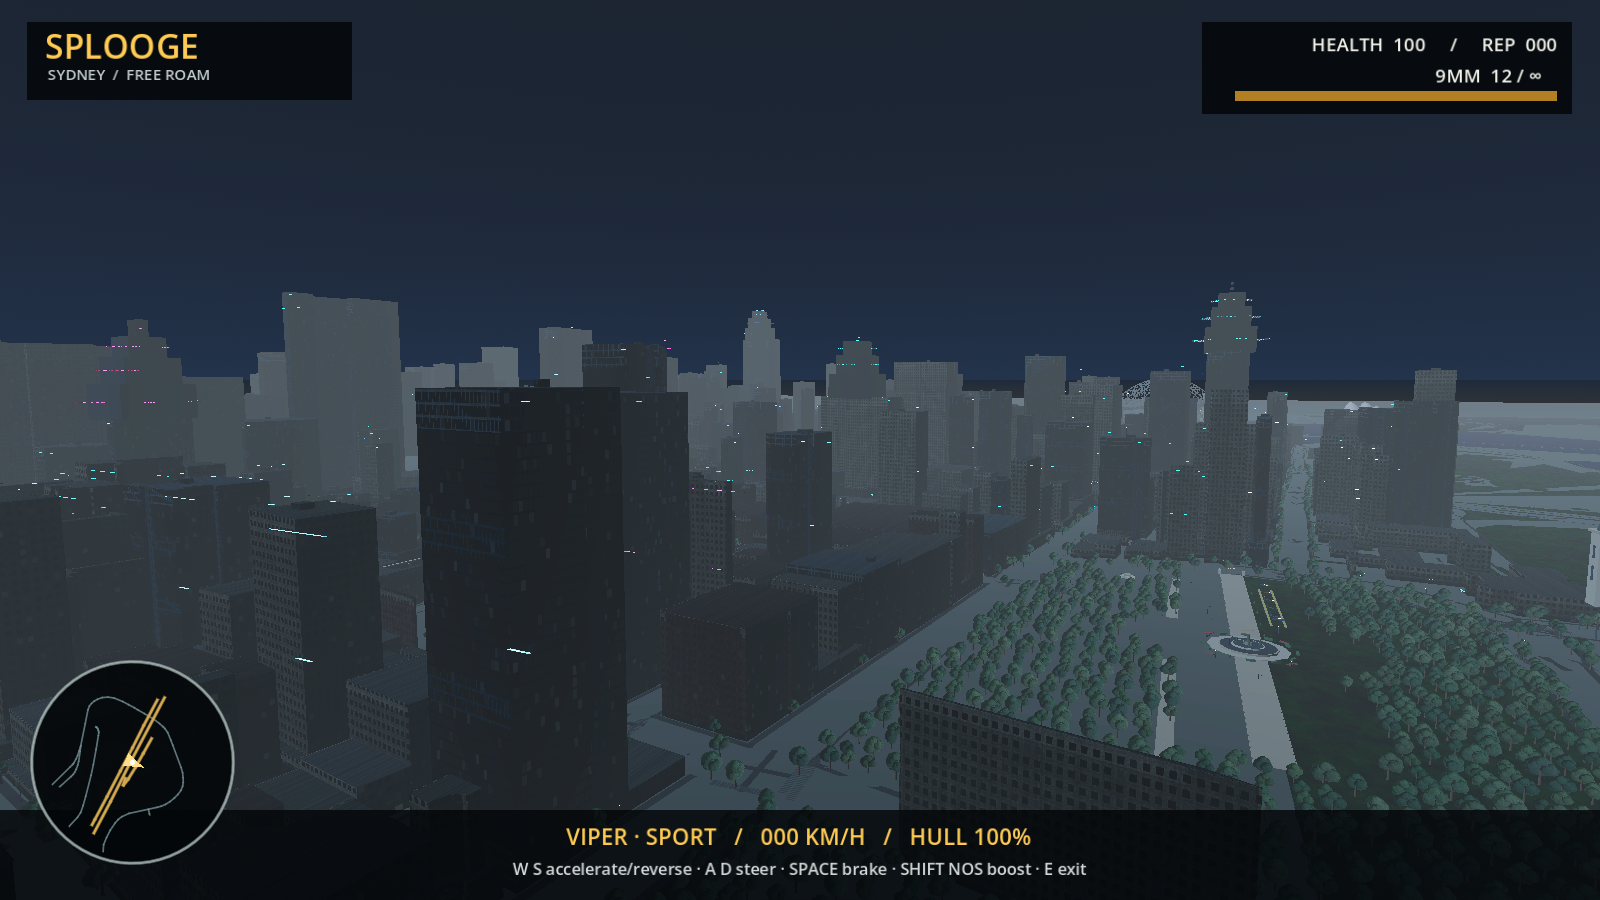 SPLOOGE
SYDNEY / FREE ROAM
HEALTH 100 / REP 000
9MM 12 / ∞
VIPER · SPORT / 000 KM/H / HULL 100%
W S accelerate/reverse · A D steer · SPACE brake · SHIFT NOS boost · E exit